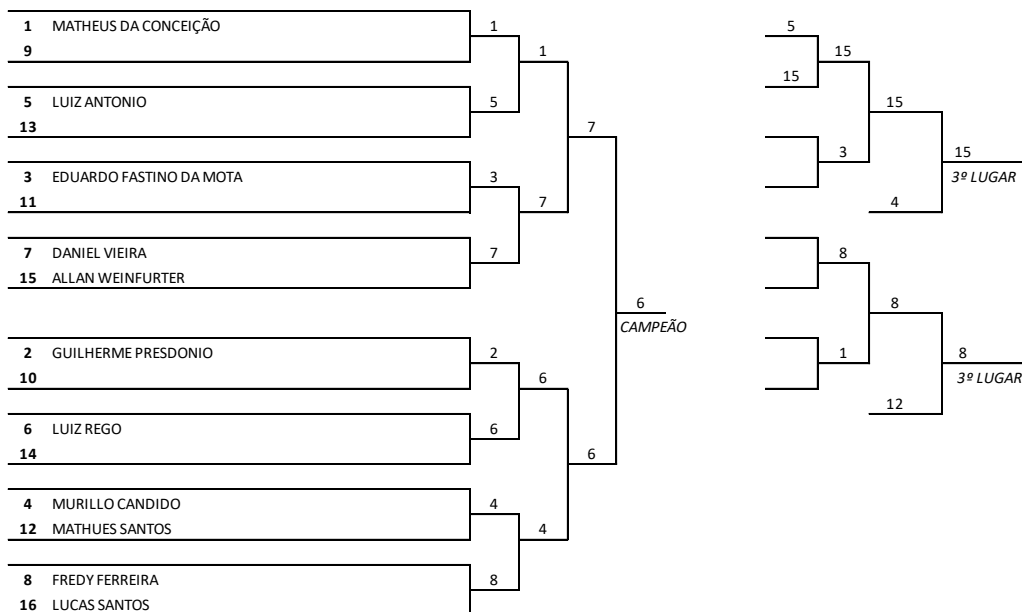 1 MATHEUS DA CONCEIÇÃO
9
5 LUIZ ANTONIO
13
3 EDUARDO FASTINO DA MOTA
11
7 DANIEL VIEIRA
15 ALLAN WEINFURTER
2 GUILHERME PRESDONIO
10
6 LUIZ REGO
14
4 MURILLO CANDIDO
12 MATHUES SANTOS
8 FREDY FERREIRA
16 LUCAS SANTOS
1
5
3
7
2
6
4
8
1
7
6
4
7
6
6
CAMPEÃO
5
15
15
3
15
4
15
3º LUGAR
8
1
8
12
8
3º LUGAR